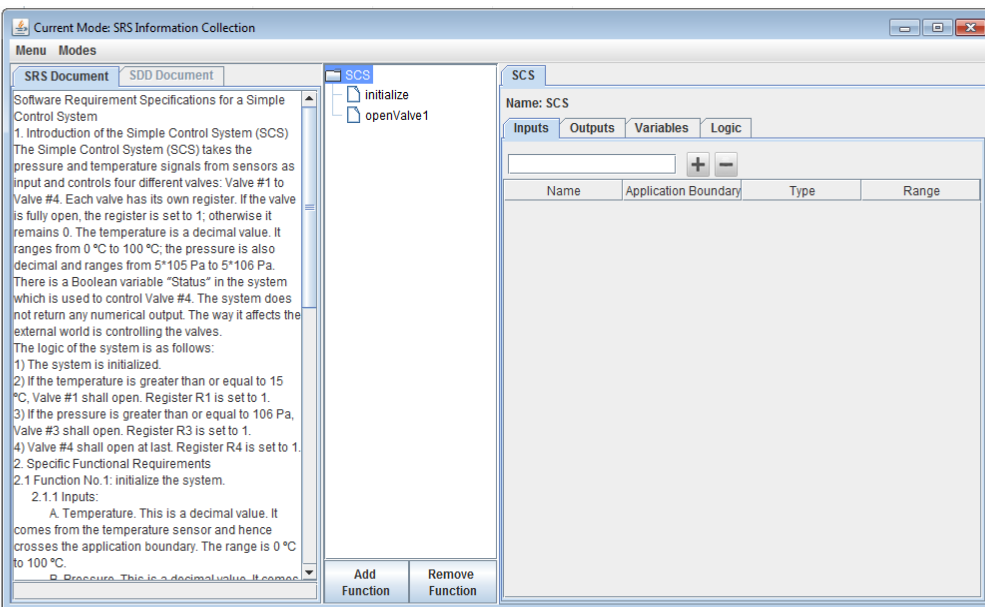 Current Mode: SRS Information Collection
Menu Modes
SRS Document SDD Document
Software Requirement Specifications for a Simple
Control System
1. Introduction of the Simple Control System (SCS)
The Simple Control System (SCS) takes the
pressure and temperature signals from sensors as
input and controls four different valves: Valve #1 to
Valve #4. Each valve has its own register. If the valve
is fully open, the register is set to 1; otherwise it
remains 0. The temperature is a decimal value. It
ranges from 0 ºC to 100 ºC; the pressure is also
decimal and ranges from 5*105 Pa to 5*106 Pa.
There is a Boolean variable "Status" in the system
which is used to control Valve #4. The system does
not return any numerical output. The way it affects the
external world is controlling the valves.
The logic of the system is as follows:
1) The system is initialized.
2) If the temperature is greater than or equal to 15
ºC, Valve #1 shall open. Register R1 is set to 1.
3) If the pressure is greater than or equal to 106 Pa,
Valve #3 shall open. Register R3 is set to 1.
4) Valve #4 shall open at last. Register R4 is set to 1.
2. Specific Functional Requirements
2.1 Function No.1: initialize the system.
2.1.1 Inputs:
A. Temperature. This is a decimal value. It
comes from the temperature sensor and hence
crosses the application boundary. The range is 0 ºC
to 100 ºC.
B. Pressure. This is a decimal value. It comes
SCS
initialize
openValve1
Add Function
Remove Function
SCS
Name: SCS
Inputs Outputs Variables Logic
Name Application Boundary Type Range